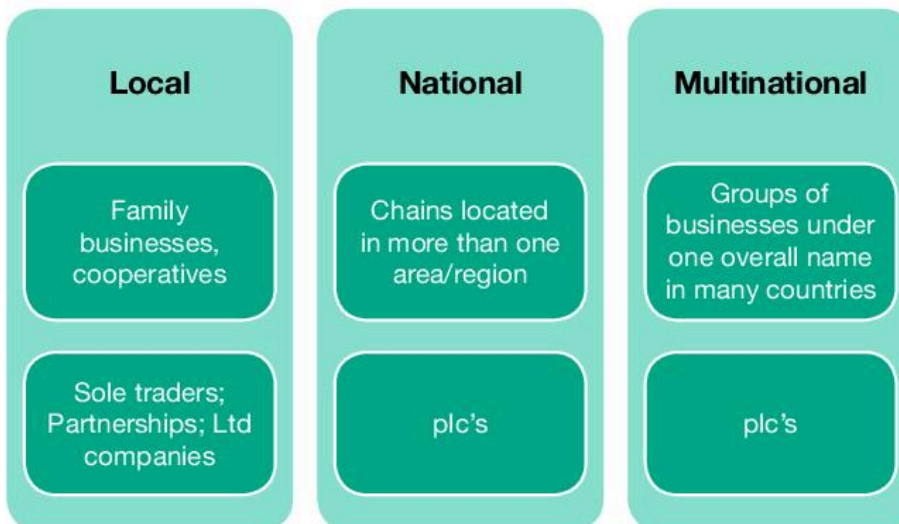 Local
Family
businesses,
cooperatives
Sole traders;
Partnerships; Ltd
companies
National
Chains located
in more than one
area/region
plc's
Multinational
Groups of
businesses under
one overall name
in many countries
plc's